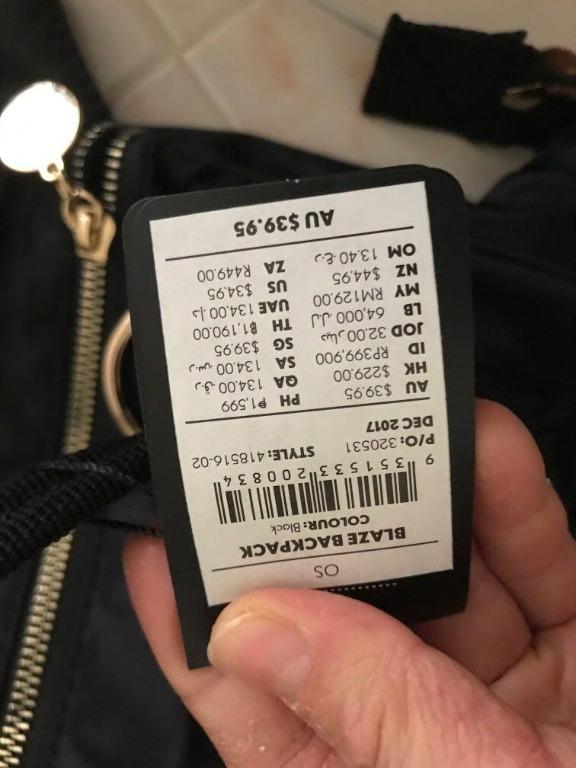 OS
BLAZE BACKPACK
COLOUR: Black
9 351533 200834
P/O: 320531 STYLE: 418516-02
DEC 2017
AU $39.95 PH ₱1,599
HK $229.00 QA 134.00 ر.ق
ID RP399,900 SA 134.00 ر.س
JOD 32.00 دينار SG $39.95
LB 64,000 ل.ل TH ฿1,190.00
MY RM129.00 UAE 134.00 د.إ
NZ $44.95 US $34.95
OM 13.40 ر.ع. ZA R449.00
AU $39.95